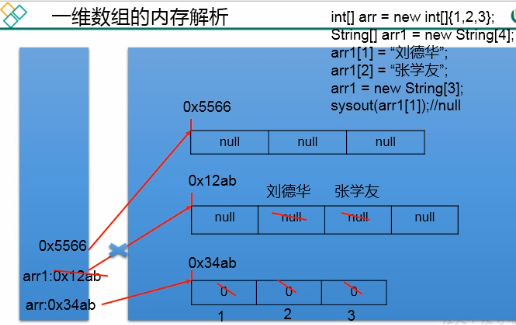 一维数组的内存解析
int[] arr = new int[]{1,2,3};
String[] arr1 = new String[4];
arr1[1] = “刘德华”;
arr1[2] = “张学友”;
arr1 = new String[3];
sysout(arr1[1]);//null
0x5566
null null null
0x12ab
刘德华 张学友
null null null null
0x5566
arr1:0x12ab
0x34ab
arr:0x34ab
0 0 0
1 2 3